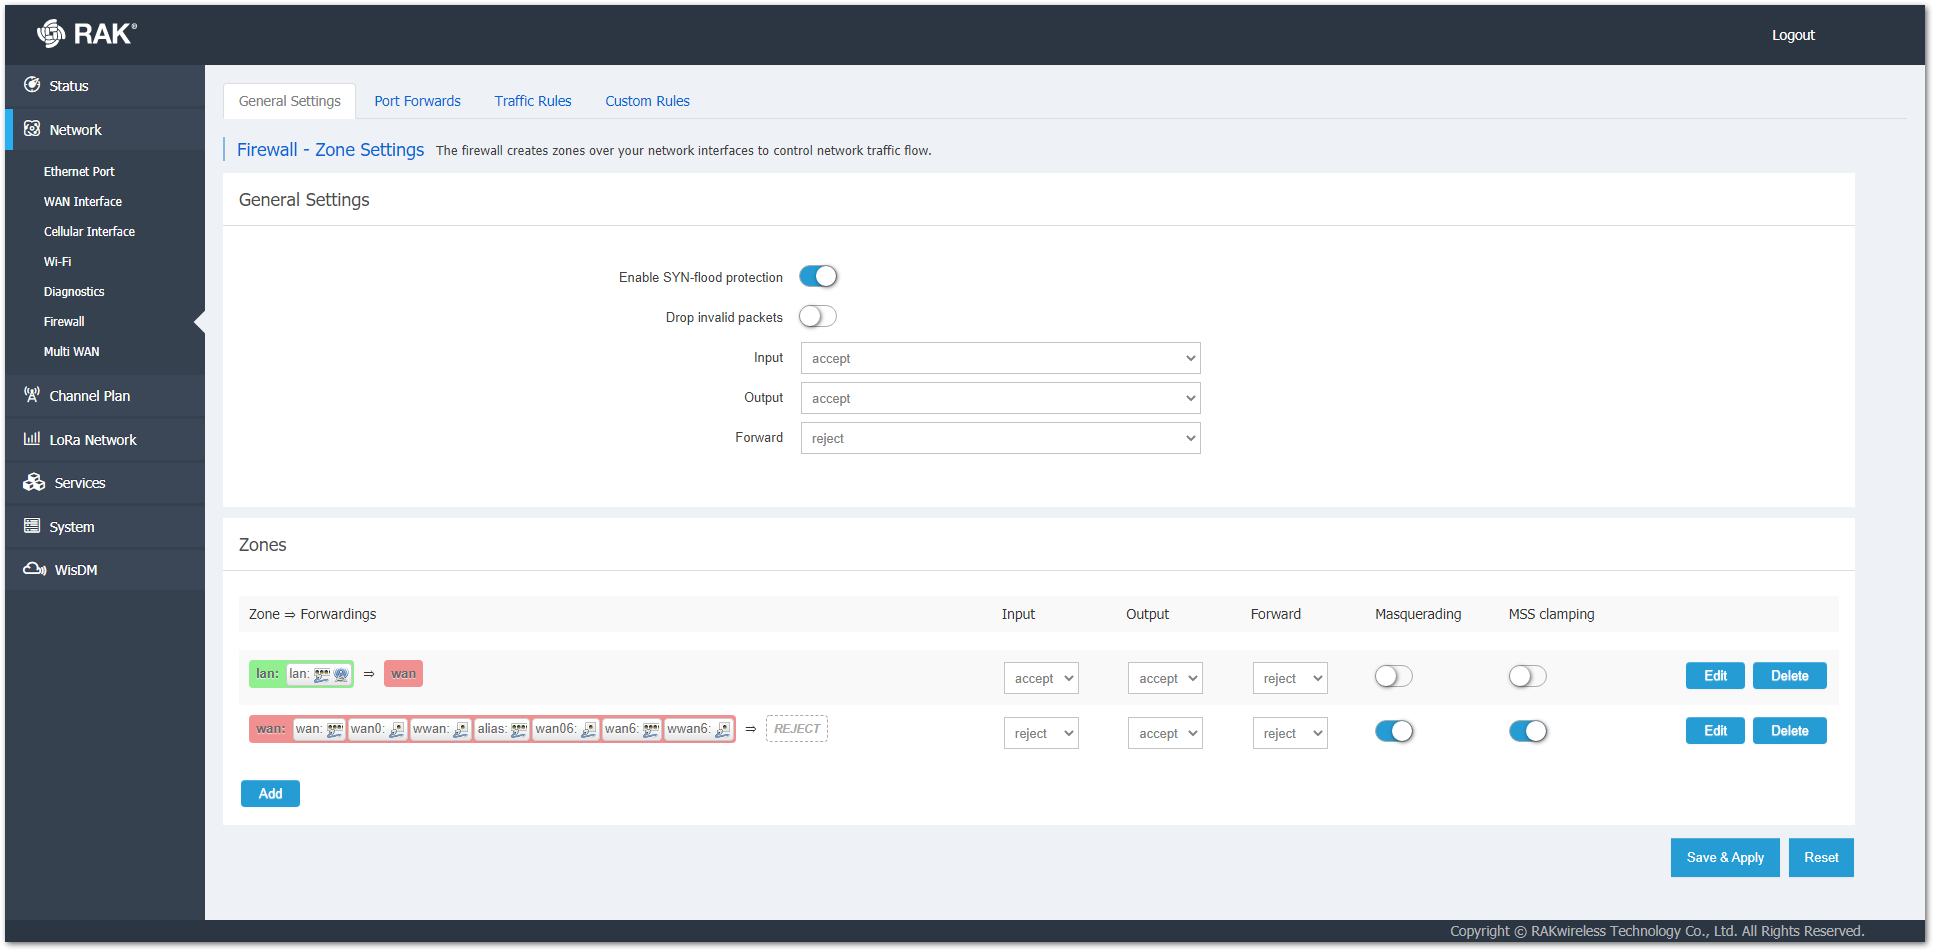 RAK®
Logout
Status
Network
Ethernet Port
WAN Interface
Cellular Interface
Wi-Fi
Diagnostics
Firewall
Multi WAN
Channel Plan
LoRa Network
Services
System
WisDM
General Settings Port Forwards Traffic Rules Custom Rules
Firewall - Zone Settings The firewall creates zones over your network interfaces to control network traffic flow.
General Settings
Enable SYN-flood protection
Drop invalid packets
Input accept
Output accept
Forward reject
Zones
Zone ⇒ Forwardings Input Output Forward Masquerading MSS clamping
lan: lan: ⇒ wan accept accept reject Edit Delete
wan: wan: wan0: wwan: alias: wan06: wan6: wwan6: ⇒ REJECT reject accept reject Edit Delete
Add
Save & Apply Reset
Copyright © RAKwireless Technology Co., Ltd. All Rights Reserved.